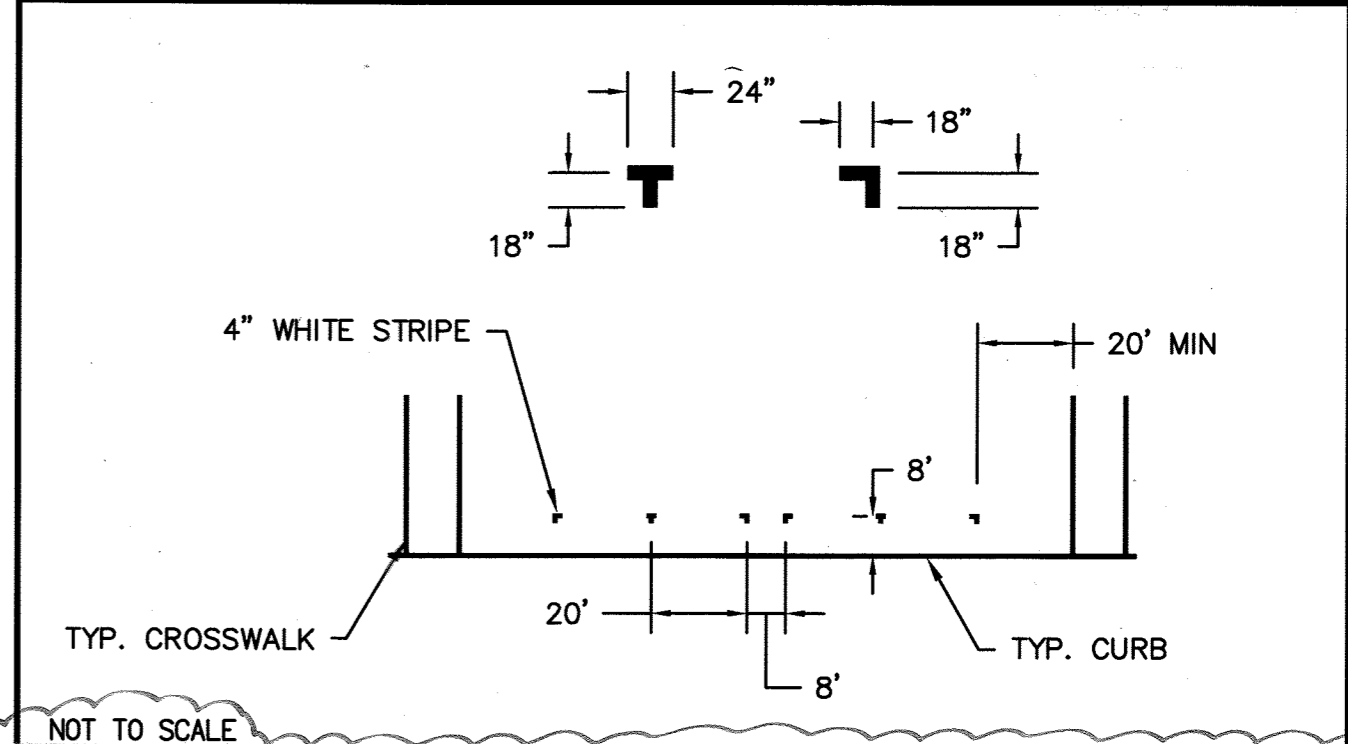 24"
18"
18"
18"
4" WHITE STRIPE
20' MIN
8'
20'
TYP. CROSSWALK
TYP. CURB
8'
NOT TO SCALE